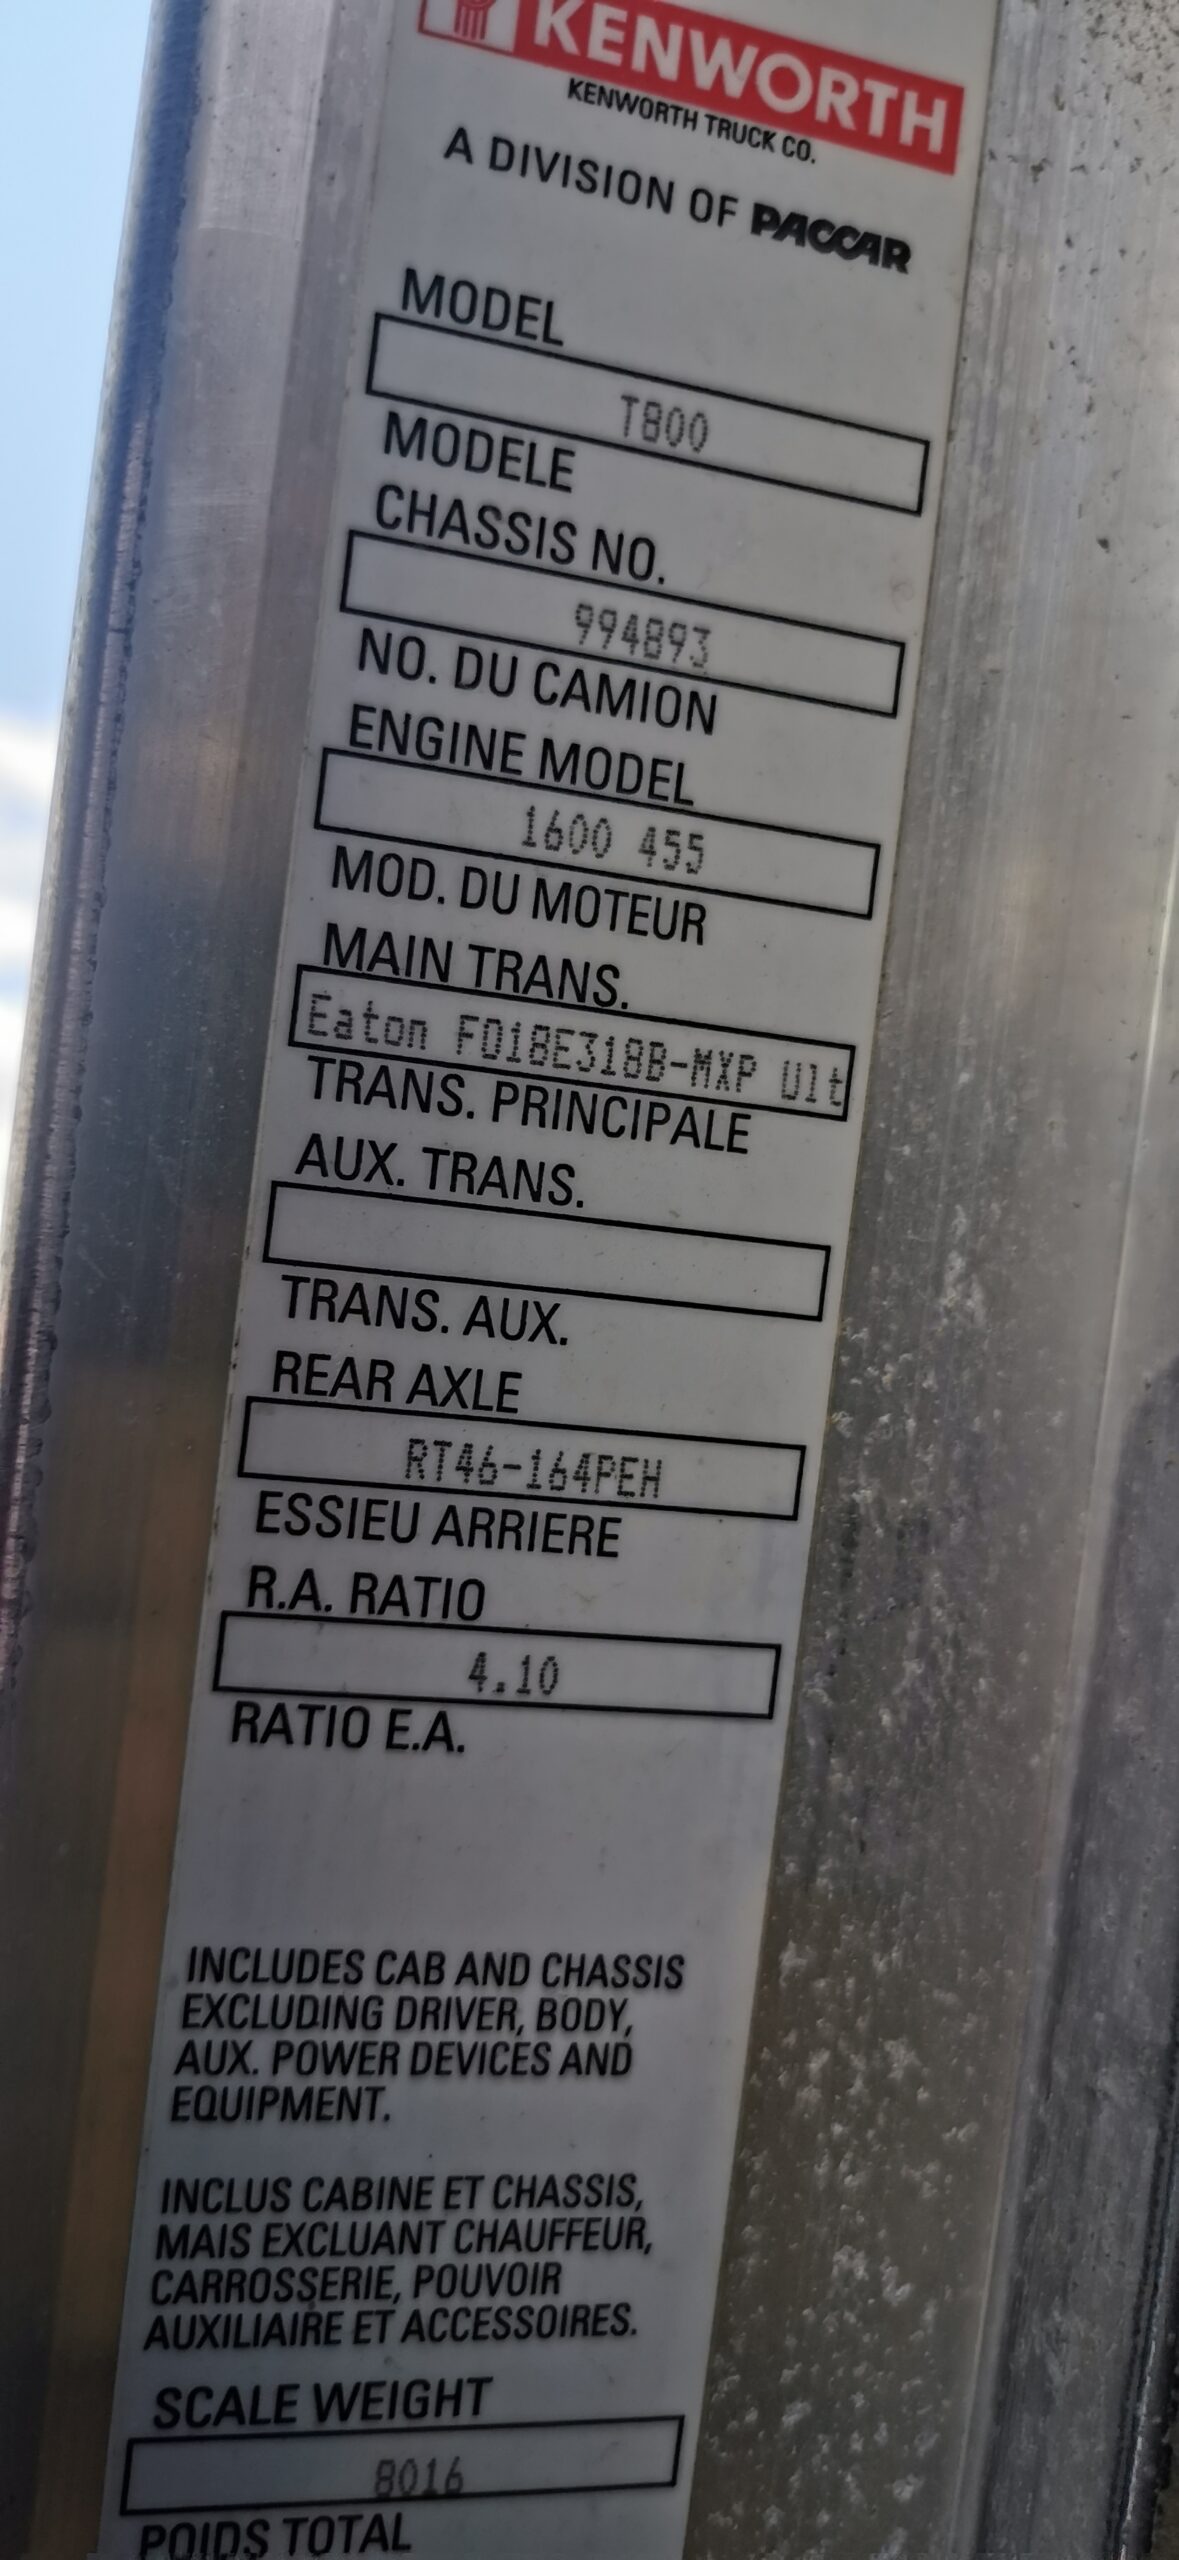 KENWORTH
KENWORTH TRUCK CO.
A DIVISION OF PACCAR
MODEL
T800
MODELE
CHASSIS NO.
994893
NO. DU CAMION
ENGINE MODEL
1600 455
MOD. DU MOTEUR
MAIN TRANS.
Eaton FO18E318B-MXP Ult
TRANS. PRINCIPALE
AUX. TRANS.
TRANS. AUX.
REAR AXLE
RT46-164PEH
ESSIEU ARRIERE
R.A. RATIO
4.10
RATIO E.A.
INCLUDES CAB AND CHASSIS
EXCLUDING DRIVER, BODY,
AUX. POWER DEVICES AND
EQUIPMENT.
INCLUS CABINE ET CHASSIS,
MAIS EXCLUANT CHAUFFEUR,
CARROSSERIE, POUVOIR
AUXILIAIRE ET ACCESSOIRES.
SCALE WEIGHT
8016
POIDS TOTAL